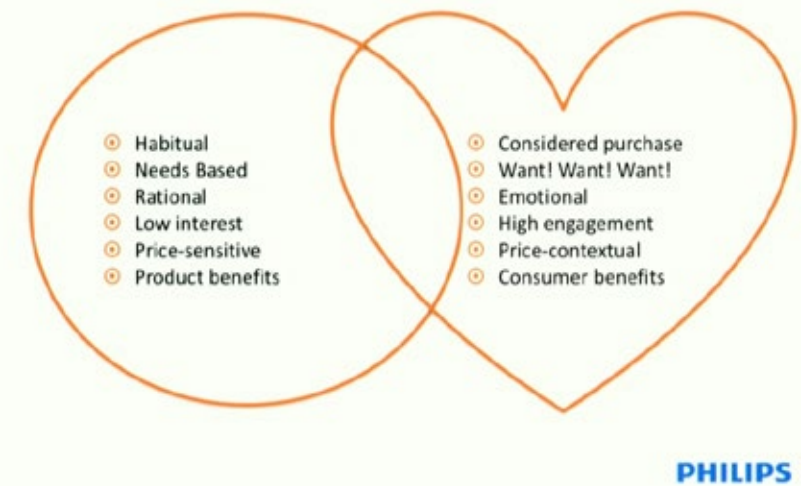 Habitual
Needs Based
Rational
Low interest
Price-sensitive
Product benefits
Considered purchase
Want! Want! Want!
Emotional
High engagement
Price-contextual
Consumer benefits
PHILIPS